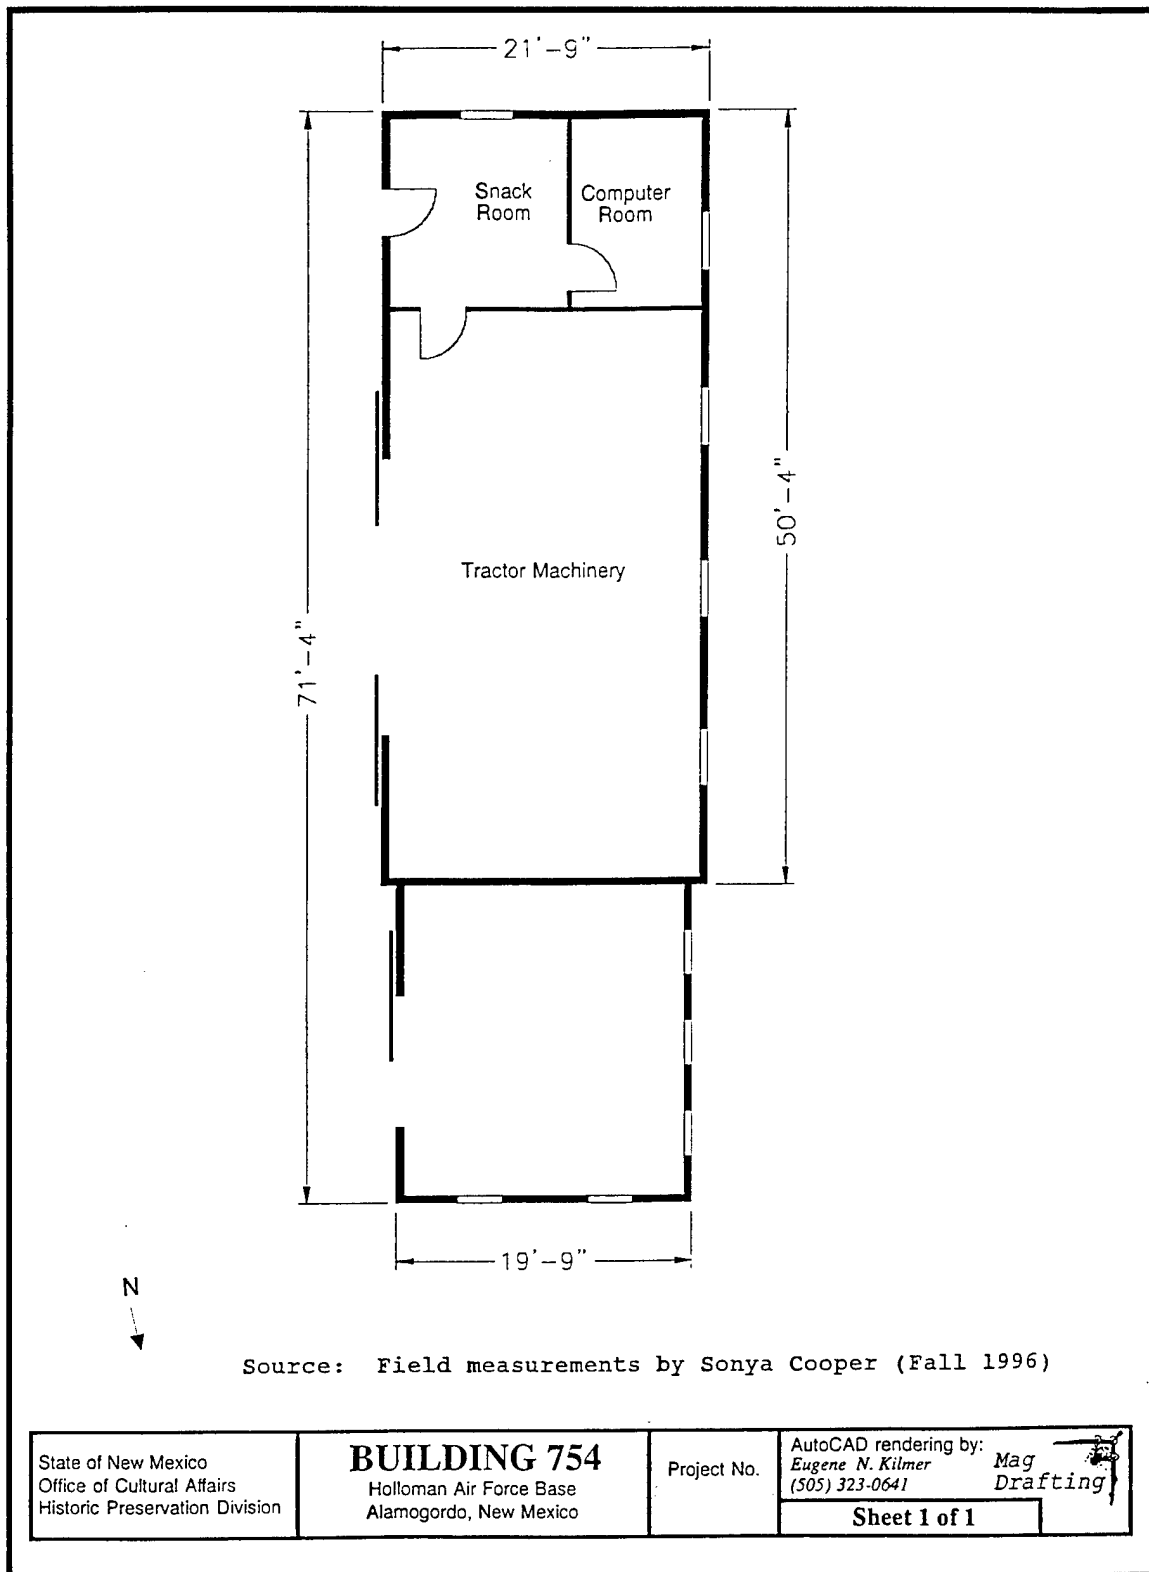 21'-9"
Snack
Room
Computer
Room
50'-4"
Tractor Machinery
71'-4"
19'-9"
N
Source: Field measurements by Sonya Cooper (Fall 1996)
State of New Mexico
Office of Cultural Affairs
Historic Preservation Division
BUILDING 754
Holloman Air Force Base
Alamogordo, New Mexico
Project No.
AutoCAD rendering by:
Eugene N. Kilmer
(505) 323-0641
Mag
Drafting
Sheet 1 of 1